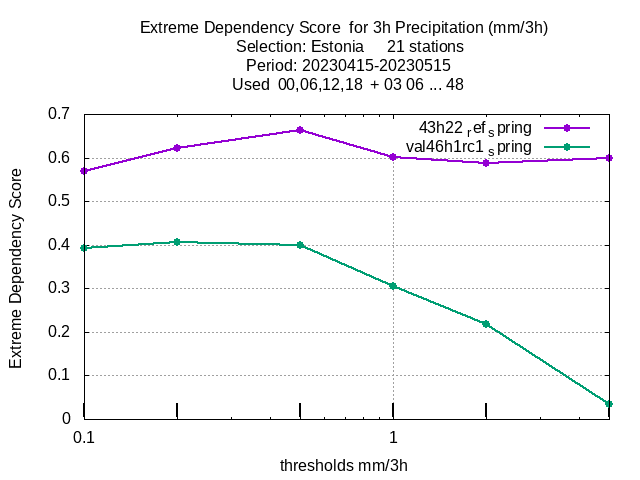 Extreme Dependency Score  for 3h Precipitation (mm/3h)
Selection: Estonia     21 stations
Period: 20230415-20230515
Used  00,06,12,18  + 03 06 ... 48
43h22 ref spring
val46h1rc1 spring
0.7
0.6
0.5
0.4
0.3
0.2
0.1
0
Extreme Dependency Score
0.1
1
thresholds mm/3h